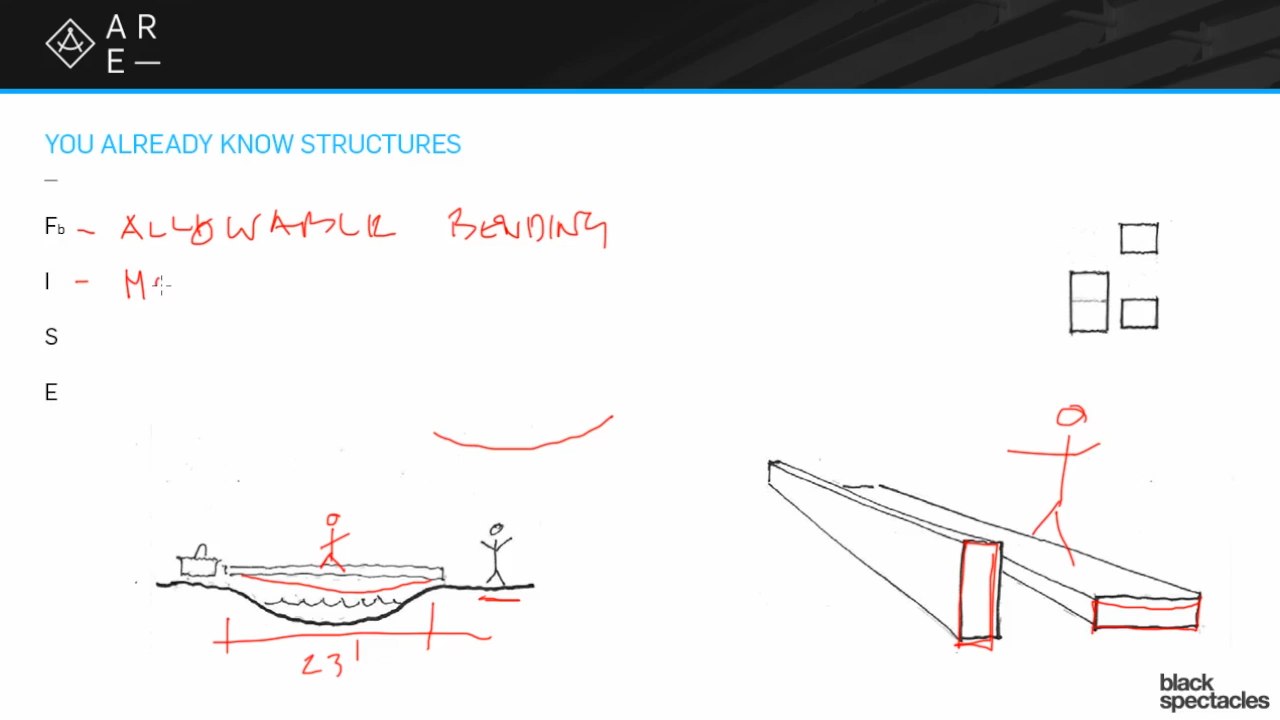 A R
E —
YOU ALREADY KNOW STRUCTURES
—
Fb - ALLOWABLE BENDING
I - M
S
E
23'
black
spectacles